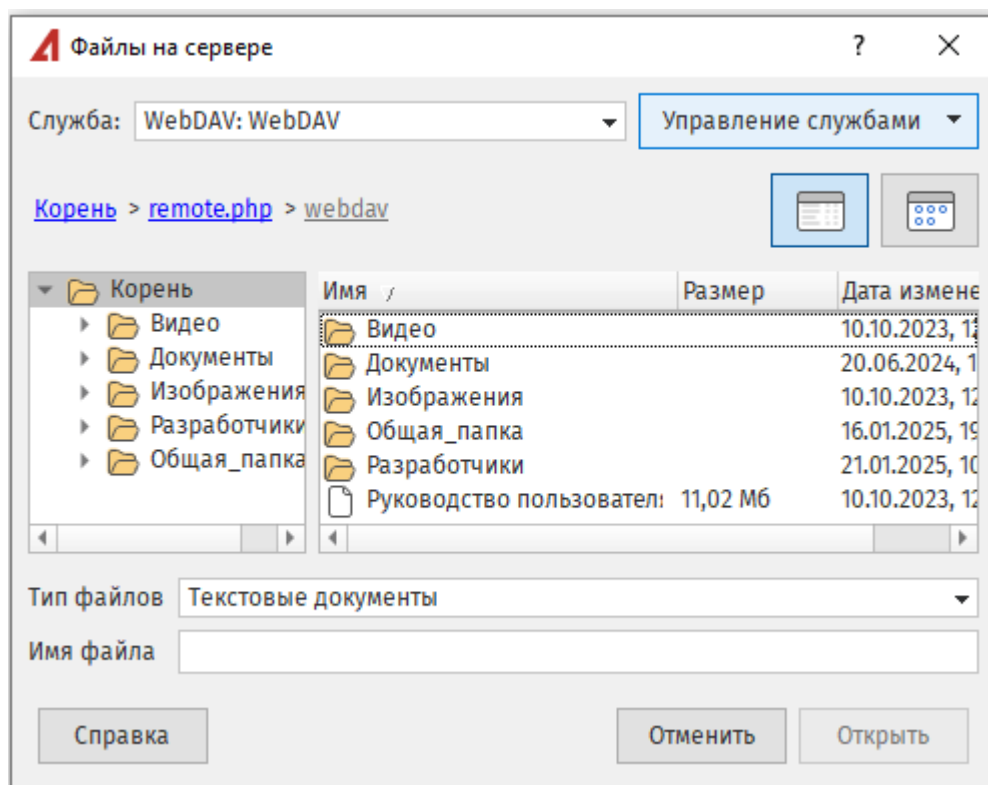 Файлы на сервере ?
Служба: WebDAV: WebDAV Управление службами
Корень > remote.php > webdav
Корень
Видео
Документы
Изображения
Разработчики
Общая_папка
Имя Размер Дата измене
Видео 10.10.2023, 12
Документы 20.06.2024, 1
Изображения 10.10.2023, 12
Общая_папка 16.01.2025, 19
Разработчики 21.01.2025, 10
Руководство пользователя 11,02 Мб 10.10.2023, 12
Тип файлов Текстовые документы
Имя файла
Справка Отменить Открыть